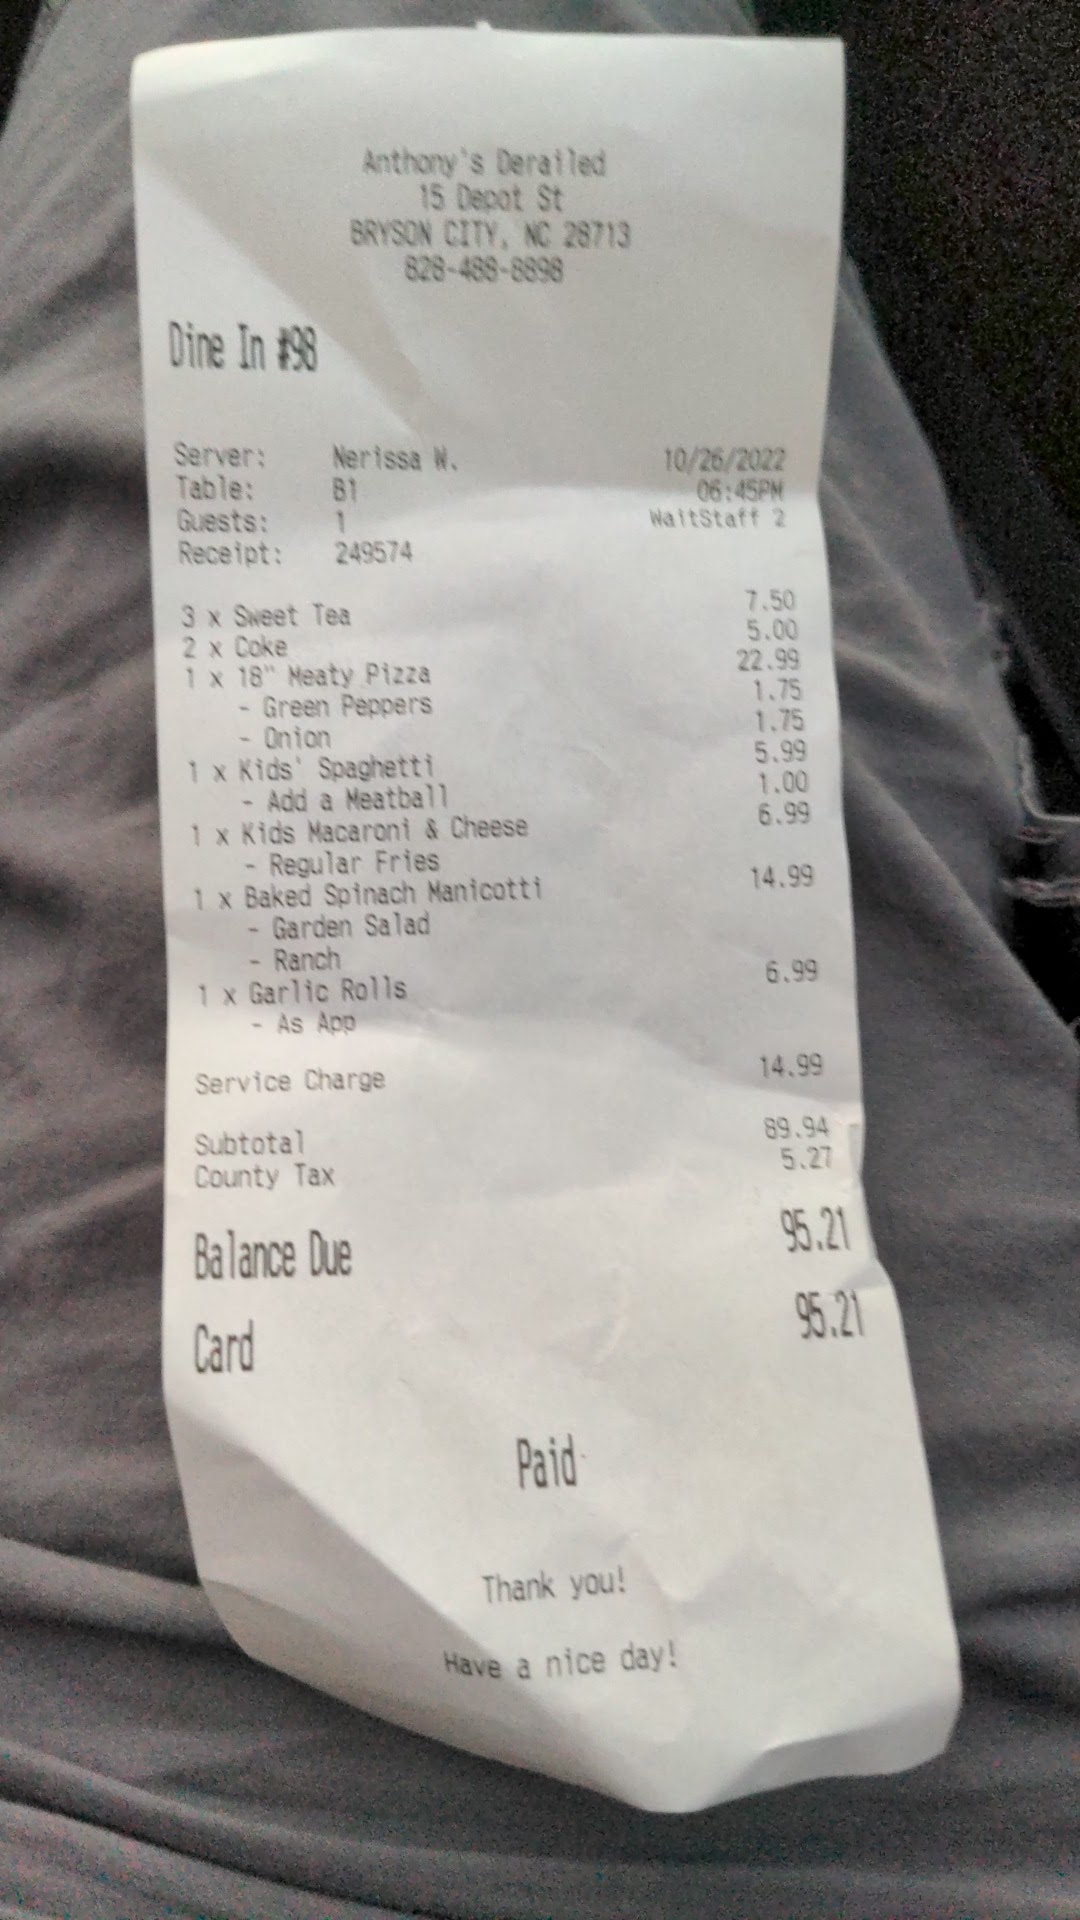 Anthony's Derailed
15 Depot St
BRYSON CITY, NC 28713
828-488-8898
Dine In #98
Server: Nerissa W. 10/26/2022
Table: B1 06:45PM
Guests: 1 WaitStaff 2
Receipt: 249574
3 x Sweet Tea 7.50
2 x Coke 5.00
1 x 18" Meaty Pizza 22.99
- Green Peppers 1.75
- Onion 1.75
1 x Kids' Spaghetti 5.99
- Add a Meatball 1.00
1 x Kids Macaroni & Cheese 6.99
- Regular Fries
1 x Baked Spinach Manicotti 14.99
- Garden Salad
- Ranch
1 x Garlic Rolls 6.99
- As App
Service Charge 14.99
Subtotal 89.94
County Tax 5.27
Balance Due 95.21
Card 95.21
Paid
Thank you!
Have a nice day!